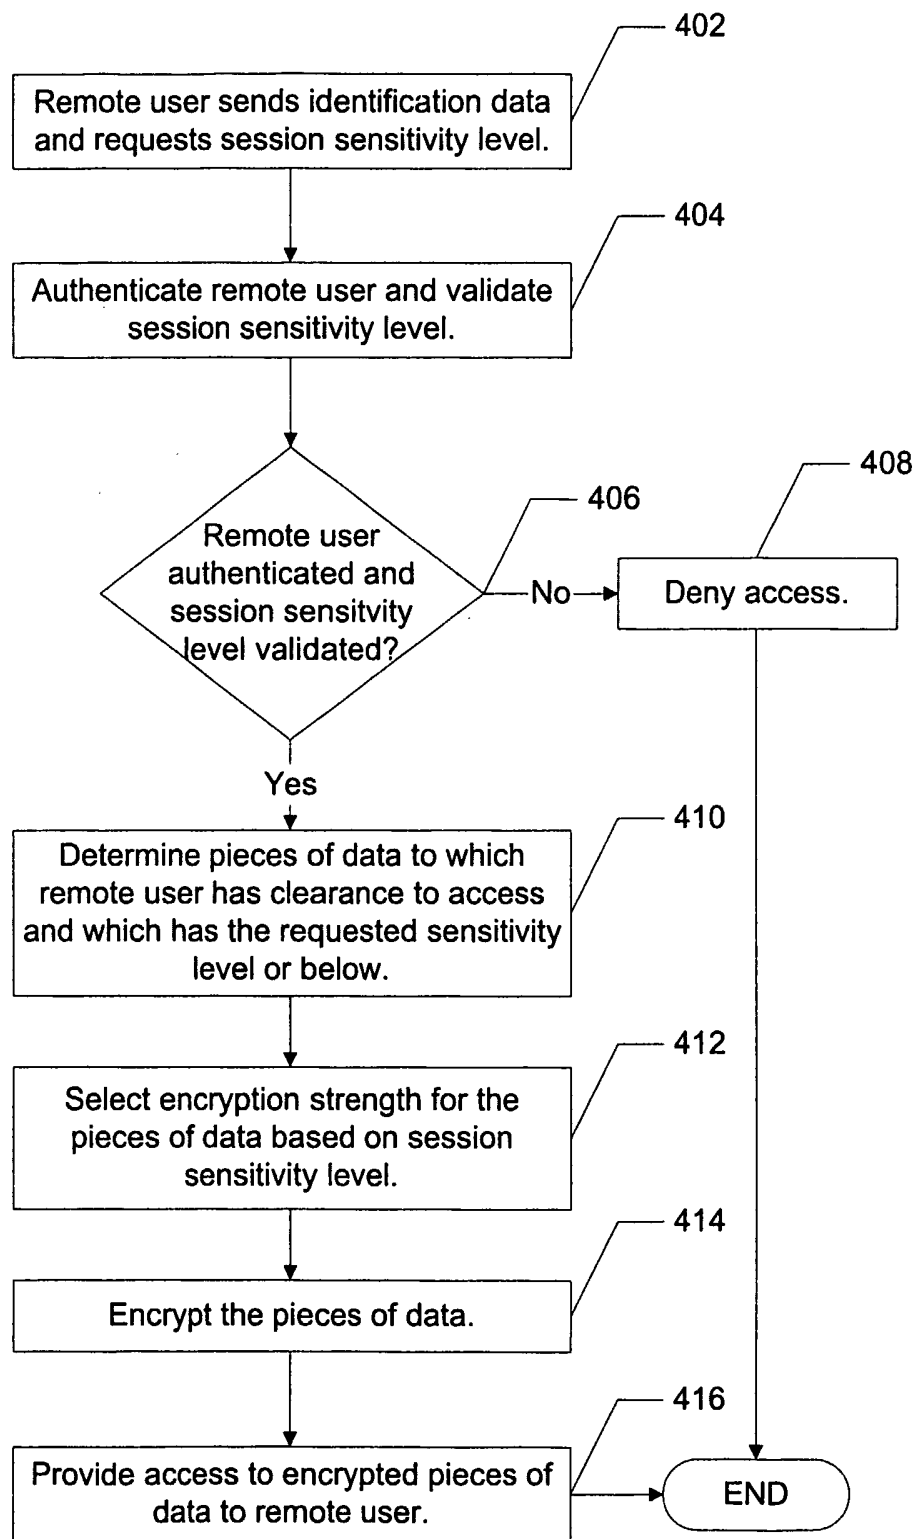 402
Remote user sends identification data
and requests session sensitivity level.
404
Authenticate remote user and validate
session sensitivity level.
406
408
Remote user
authenticated and
session sensitvity
level validated?
No
Deny access.
Yes
410
Determine pieces of data to which
remote user has clearance to access
and which has the requested sensitivity
level or below.
412
Select encryption strength for the
pieces of data based on session
sensitivity level.
414
Encrypt the pieces of data.
416
Provide access to encrypted pieces of
data to remote user.
END